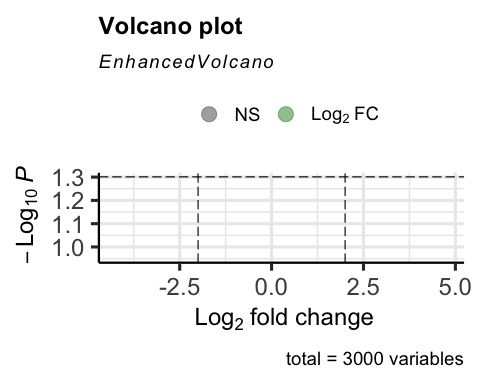 Volcano plot
EnhancedVolcano
NS Log₂ FC
1.3
1.2
1.1
1.0
− Log₁₀ P
-2.5 0.0 2.5 5.0
Log₂ fold change
total = 3000 variables